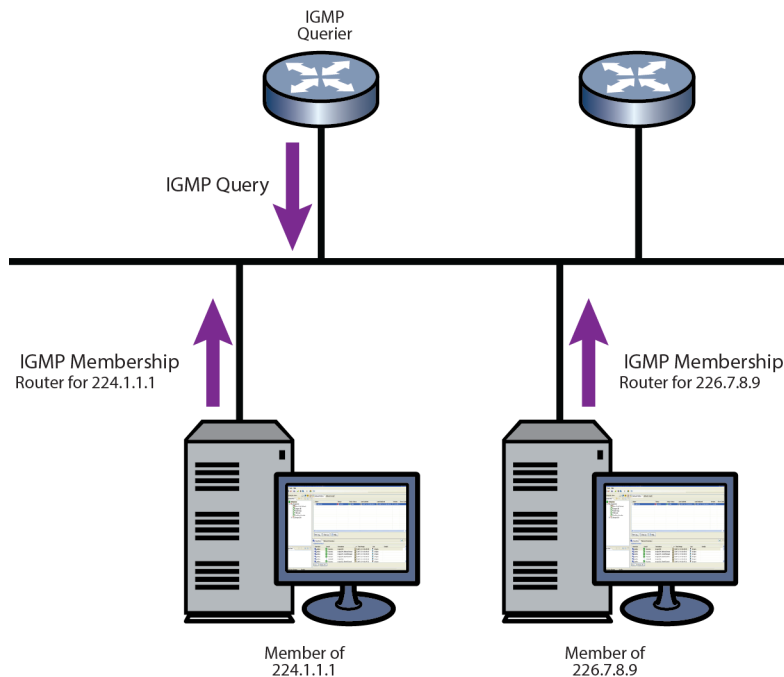 IGMP
Querier
IGMP Query
IGMP Membership
Router for 224.1.1.1
IGMP Membership
Router for 226.7.8.9
Member of
224.1.1.1
Member of
226.7.8.9